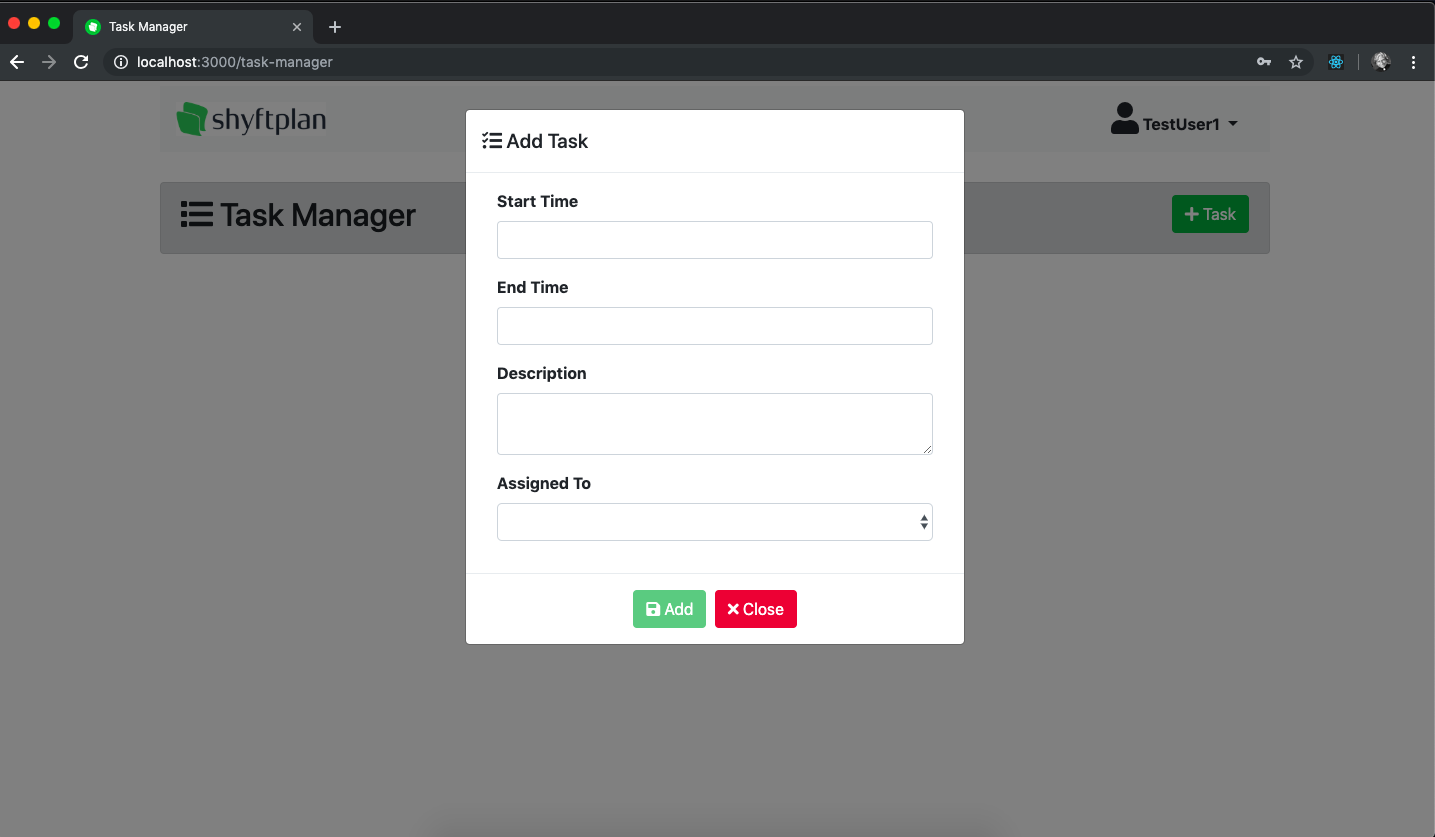 Task Manager
localhost:3000/task-manager
shyftplan
TestUser1
Task Manager
Task
Add Task
Start Time
End Time
Description
Assigned To
Add
Close